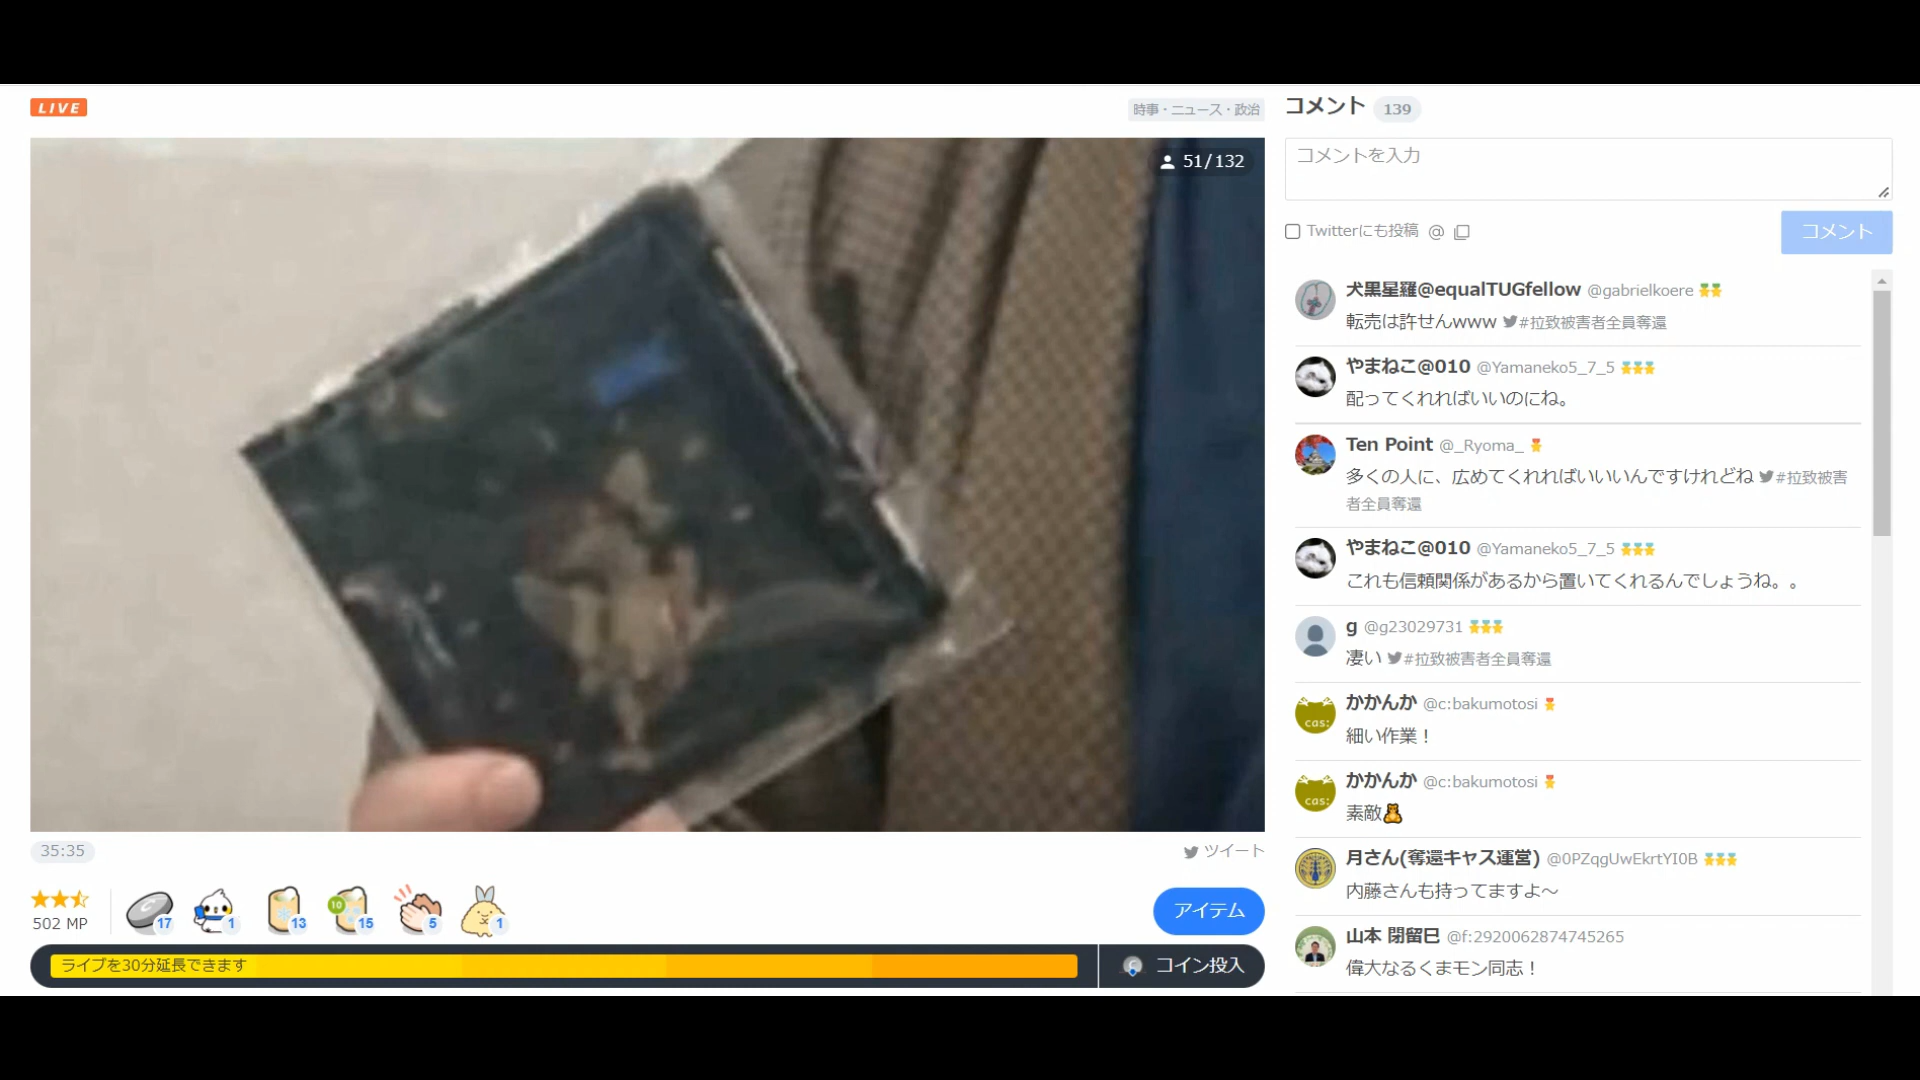 LIVE
時事・ニュース・政治
51/132
35:35
ツイート
502 MP
17
1
13
10
15
5
1
アイテム
ライブを30分延長できます
コイン投入
コメント 139
コメントを入力
Twitterにも投稿 @
コメント
犬黒星羅@equalTUGfellow @gabrielkoere
転売は許せんwww #拉致被害者全員奪還
やまねこ@010 @Yamaneko5_7_5
配ってくれればいいのにね。
Ten Point @_Ryoma_
多くの人に、広めてくれればいいいんですけれどね #拉致被害
者全員奪還
やまねこ@010 @Yamaneko5_7_5
これも信頼関係があるから置いてくれるんでしょうね。。
g @g23029731
凄い #拉致被害者全員奪還
かかんか @c:bakumotosi
cas:
細い作業！
かかんか @c:bakumotosi
cas:
素敵
月さん(奪還キャス運営) @0PZqgUwEkrtYI0B
内藤さんも持ってますよ〜
山本 閉留巳 @f:2920062874745265
偉大なるくまモン同志！